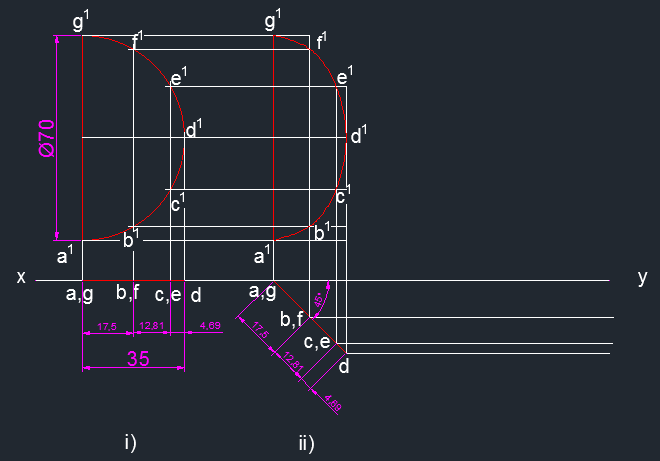 g¹ g¹
f¹ f¹
e¹ e¹
Ø70
d¹ d¹
c¹ c¹
b¹ b¹
a¹ a¹
x y
a,g b,f c,e d a,g
45°
b,f
17,5 12,81 4,69 17,5
c,e
35 12,81 d
4,69
i) ii)